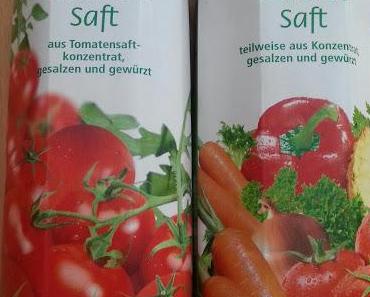 Saft
aus Tomatensaft-
konzentrat,
gesalzen und gewürzt
Saft
teilweise aus Konzentrat,
gesalzen und gewürzt